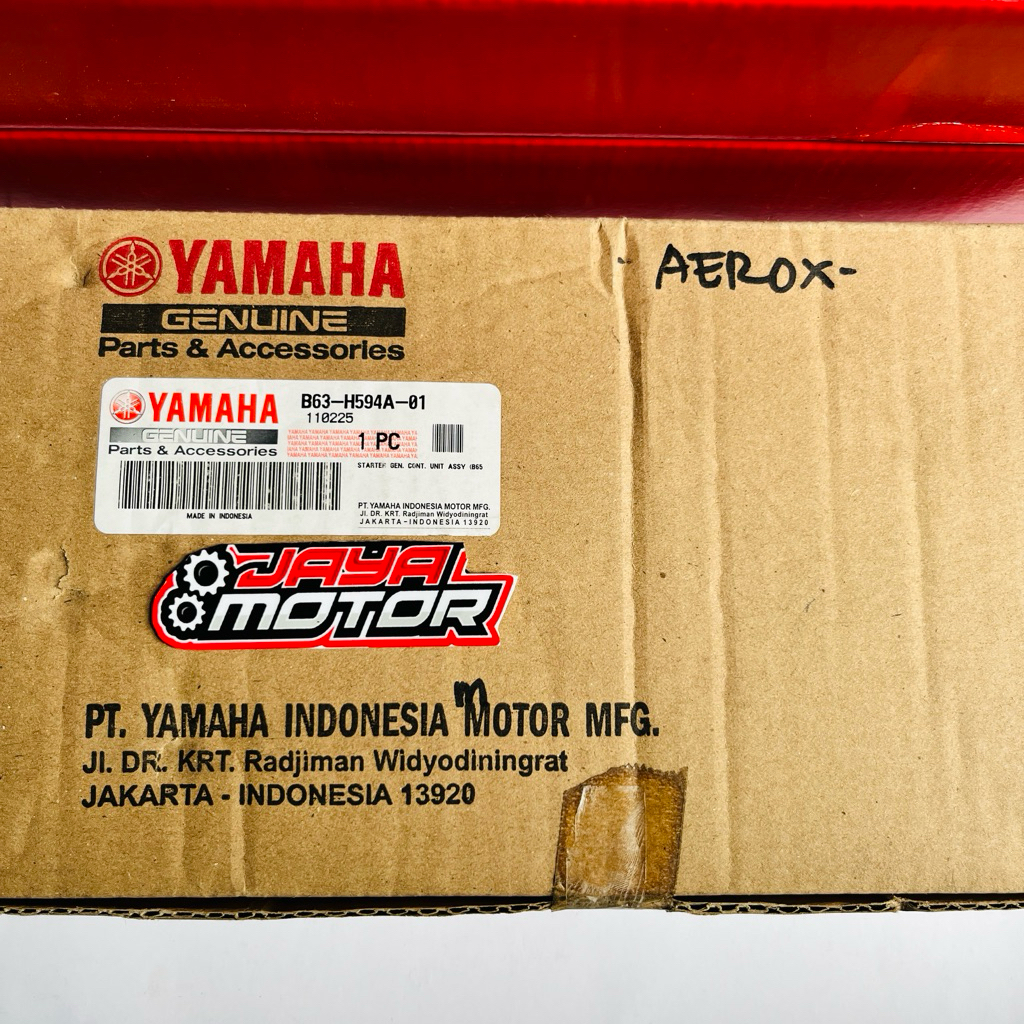 YAMAHA
GENUINE
Parts & Accessories
- AEROX-
YAMAHA
GENUINE
Parts & Accessories
MADE IN INDONESIA
B63-H594A-01
110225
1 PC
STARTER GEN. CONT. UNIT ASSY (B65
PT. YAMAHA INDONESIA MOTOR MFG.
Jl. DR. KRT. Radjiman Widyodiningrat
JAKARTA - INDONESIA 13920
JAYA
MOTOR
m
PT. YAMAHA INDONESIA MOTOR MFG.
Jl. DR. KRT. Radjiman Widyodiningrat
JAKARTA - INDONESIA 13920